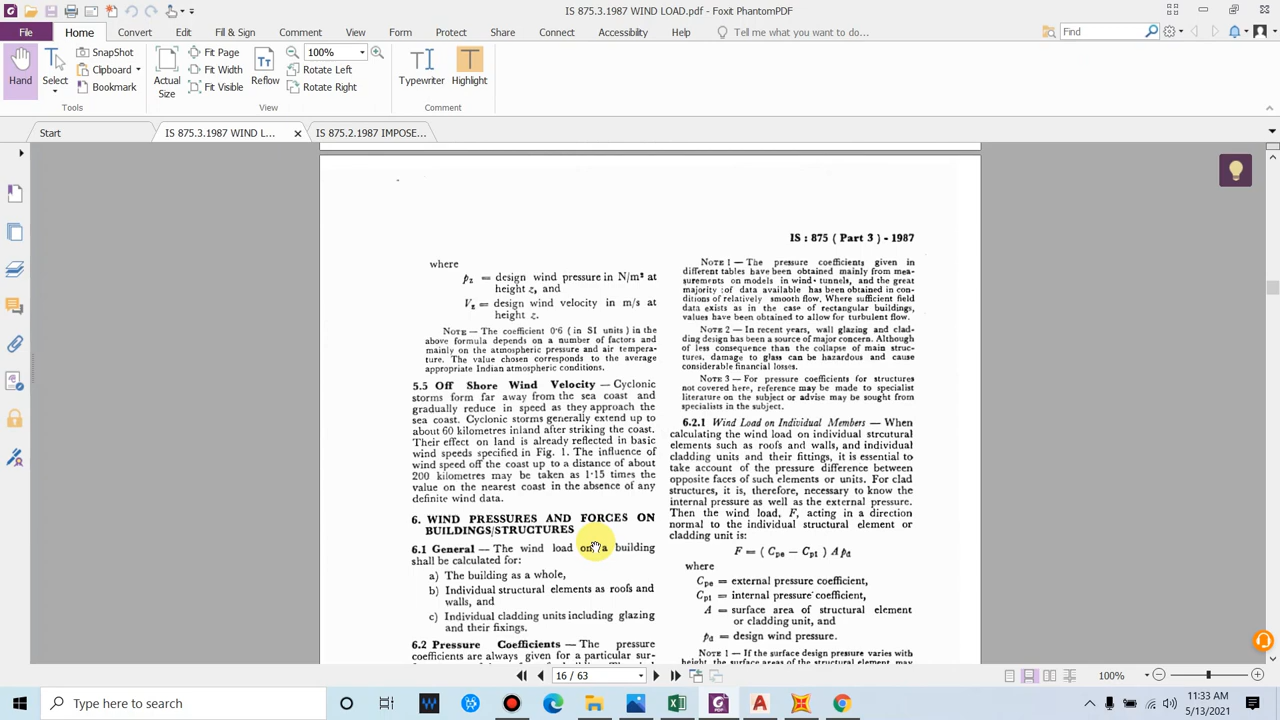 IS 875.3.1987 WIND LOAD.pdf - Foxit PhantomPDF
File Home Convert Edit Fill & Sign Comment View Form Protect Share Connect Accessibility Help Tell me what you want to do... Find
Hand
Select
SnapShot
Clipboard
Bookmark
Tools
Actual
Size
Fit Page
Fit Width
Fit Visible
Reflow
100%
Rotate Left
Rotate Right
View
Typewriter
Highlight
Comment
Start IS 875.3.1987 WIND L... IS 875.2.1987 IMPOSE...
IS : 875 ( Part 3 ) - 1987
where
pz = design wind pressure in N/m² at
height z, and
Vz = design wind velocity in m/s at
height z.
NOTE — The coefficient 0·6 ( in SI units ) in the
above formula depends on a number of factors and
mainly on the atmospheric pressure and air tempera-
ture. The value chosen corresponds to the average
appropriate Indian atmospheric conditions.
5.5 Off Shore Wind Velocity — Cyclonic
storms form far away from the sea coast and
gradually reduce in speed as they approach the
sea coast. Cyclonic storms generally extend up to
about 60 kilometres inland after striking the coast.
Their effect on land is already reflected in basic
wind speeds specified in Fig. 1. The influence of
wind speed off the coast up to a distance of about
200 kilometres may be taken as 1·15 times the
value on the nearest coast in the absence of any
definite wind data.
6. WIND PRESSURES AND FORCES ON
BUILDINGS/STRUCTURES
6.1 General — The wind load on a building
shall be calculated for:
a) The building as a whole,
b) Individual structural elements as roofs and
walls, and
c) Individual cladding units including glazing
and their fixings.
6.2 Pressure Coefficients — The pressure
coefficients are always given for a particular sur-
NOTE 1 — The pressure coefficients given in
different tables have been obtained mainly from mea-
surements on models in wind-tunnels, and the great
majority of data available has been obtained in con-
ditions of relatively smooth flow. Where sufficient field
data exists as in the case of rectangular buildings,
values have been obtained to allow for turbulent flow.
NOTE 2 — In recent years, wall glazing and clad-
ding design has been a source of major concern. Although
of less consequence than the collapse of main struc-
tures, damage to glass can be hazardous and cause
considerable financial losses.
NOTE 3 — For pressure coefficients for structures
not covered here, reference may be made to specialist
literature on the subject or advise may be sought from
specialists in the subject.
6.2.1 Wind Load on Individual Members — When
calculating the wind load on individual strcutural
elements such as roofs and walls, and individual
cladding units and their fittings, it is essential to
take account of the pressure difference between
opposite faces of such elements or units. For clad
structures, it is, therefore, necessary to know the
internal pressure as well as the external pressure.
Then the wind load, F, acting in a direction
normal to the individual structural element or
cladding unit is:
F = ( Cpe — Cpi ) A pd
where
Cpe = external pressure coefficient,
Cpi = internal pressure coefficient,
A = surface area of structural element
or cladding unit, and
pd = design wind pressure.
NOTE 1 — If the surface design pressure varies with
height, the surface areas of the structural element may
16 / 63
100%
Type here to search
11:33 AM
5/13/2021